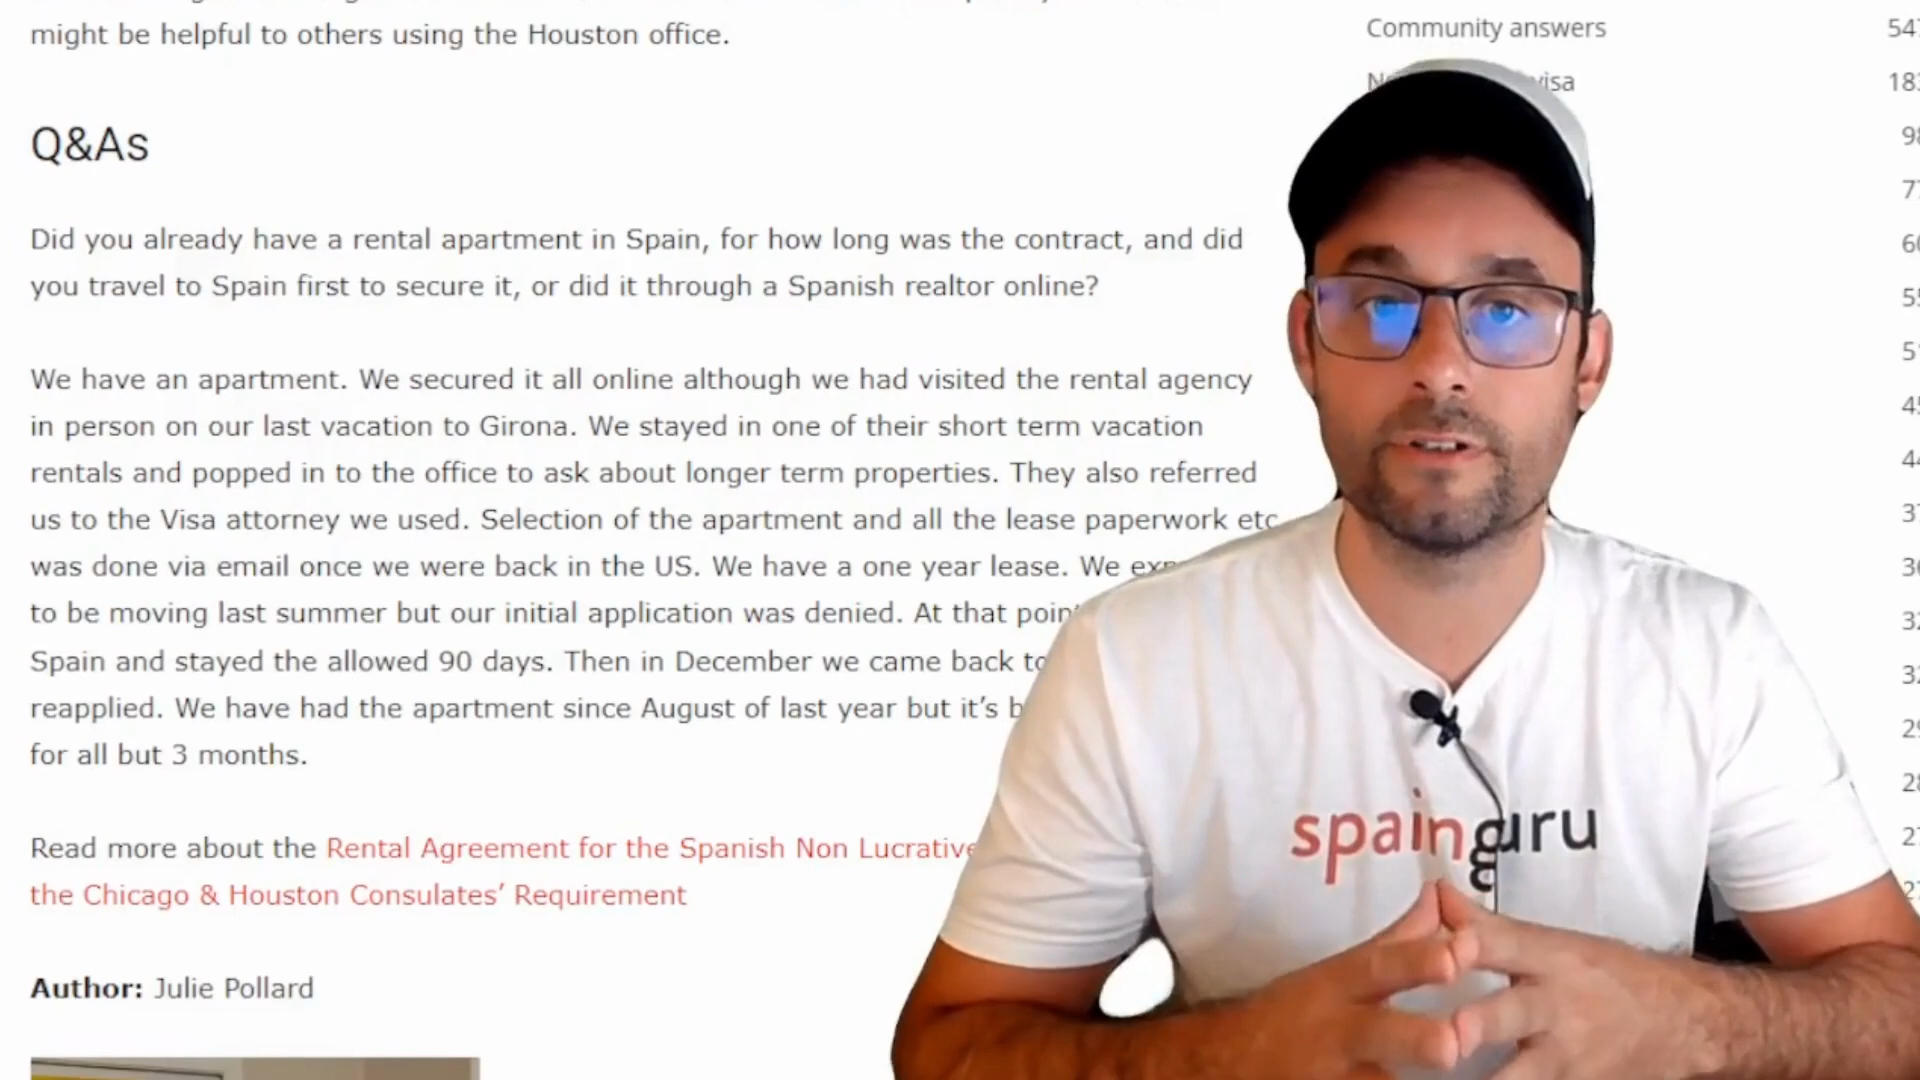 might be helpful to others using the Houston office.
Q&As
Did you already have a rental apartment in Spain, for how long was the contract, and did
you travel to Spain first to secure it, or did it through a Spanish realtor online?
We have an apartment. We secured it all online although we had visited the rental agency
in person on our last vacation to Girona. We stayed in one of their short term vacation
rentals and popped in to the office to ask about longer term properties. They also referred
us to the Visa attorney we used. Selection of the apartment and all the lease paperwork etc
was done via email once we were back in the US. We have a one year lease. We
to be moving last summer but our initial application was denied. At that point
Spain and stayed the allowed 90 days. Then in December we came back to
reapplied. We have had the apartment since August of last year but it's
for all but 3 months.
Read more about the Rental Agreement for the Spanish Non Lucrative
the Chicago & Houston Consulates' Requirement
Author: Julie Pollard
Community answers
visa
spainguru